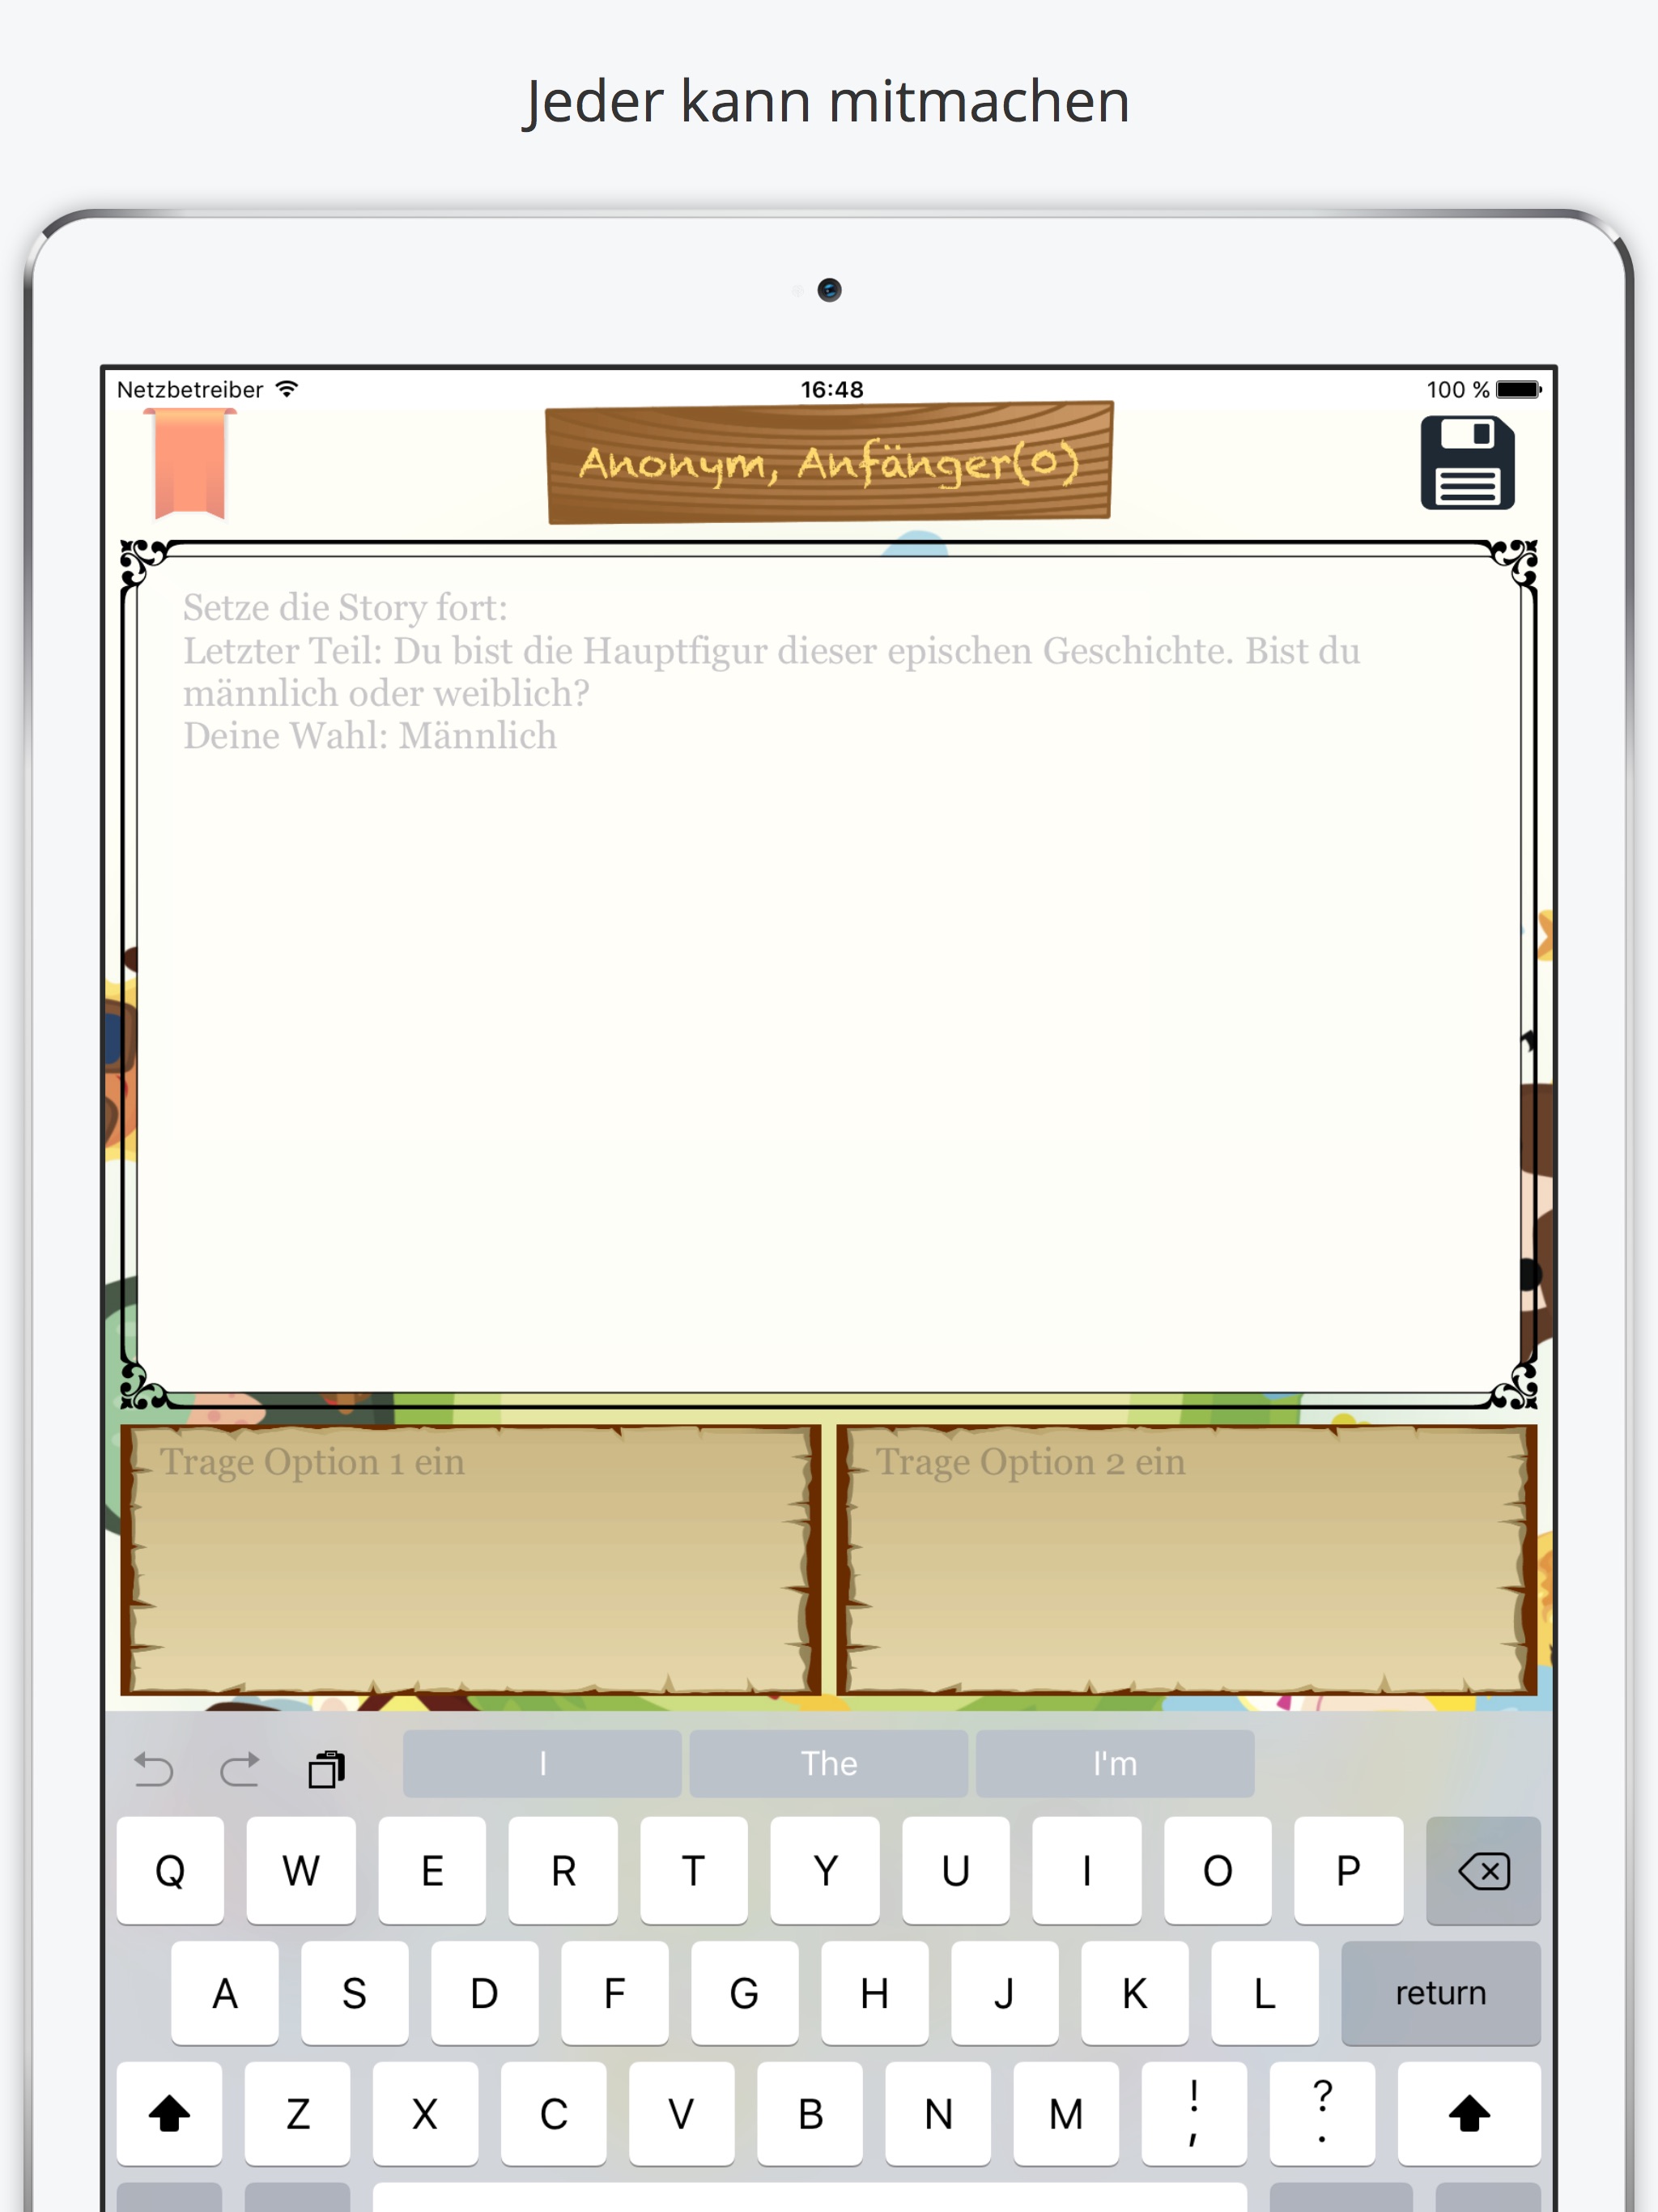 Jeder kann mitmachen
Netzbetreiber 16:48 100 %
Anonym, Anfänger(0)
Setze die Story fort:
Letzter Teil: Du bist die Hauptfigur dieser epischen Geschichte. Bist du
männlich oder weiblich?
Deine Wahl: Männlich
Trage Option 1 ein Trage Option 2 ein
I The I'm
Q W E R T Y U I O P
A S D F G H J K L return
Z X C V B N M ! , ? .